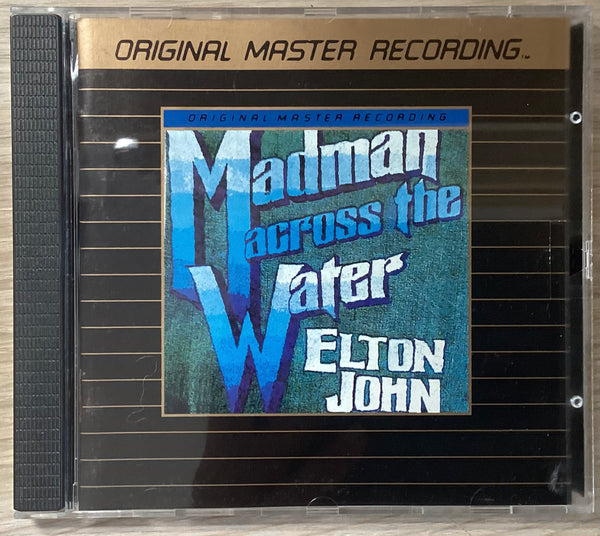 ORIGINAL MASTER RECORDING™
ORIGINAL MASTER RECORDING
Madman
across the
Water
ELTON
JOHN